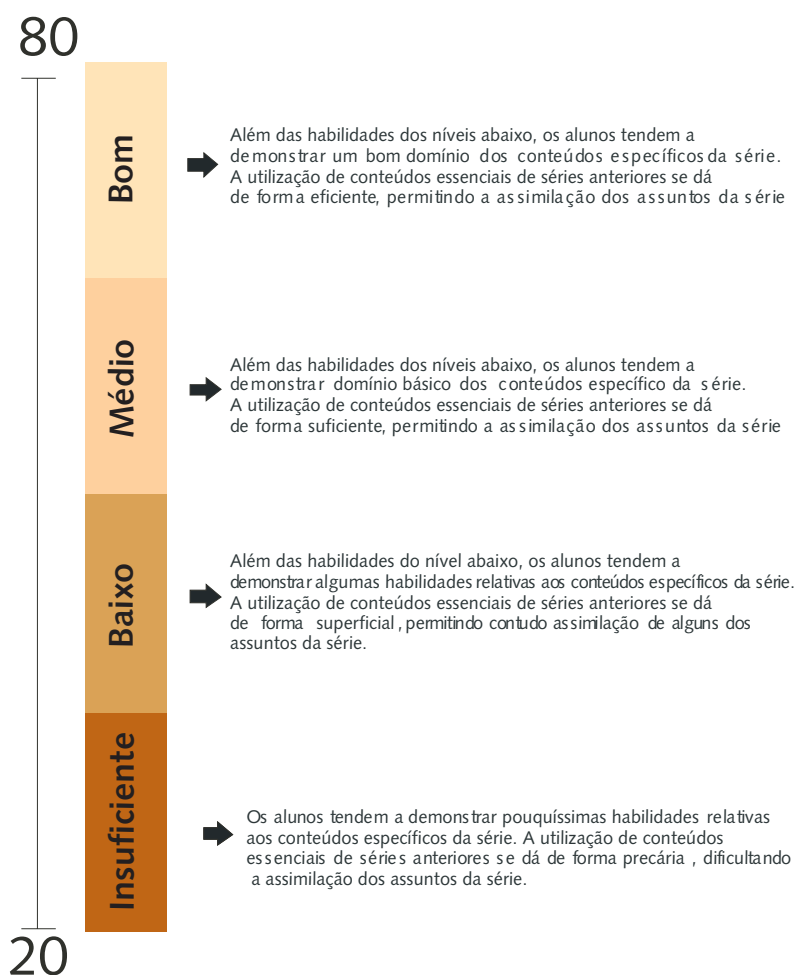 80
Bom
Além das habilidades dos níveis abaixo, os alunos tendem a
demonstrar um bom domínio dos conteúdos específicos da série.
A utilização de conteúdos essenciais de séries anteriores se dá
de forma eficiente, permitindo a assimilação dos assuntos da série
Médio
Além das habilidades dos níveis abaixo, os alunos tendem a
demonstrar domínio básico dos conteúdos específico da série.
A utilização de conteúdos essenciais de séries anteriores se dá
de forma suficiente, permitindo a assimilação dos assuntos da série
Baixo
Além das habilidades do nível abaixo, os alunos tendem a
demonstrar algumas habilidades relativas aos conteúdos específicos da série.
A utilização de conteúdos essenciais de séries anteriores se dá
de forma superficial, permitindo contudo assimilação de alguns dos
assuntos da série.
Insuficiente
Os alunos tendem a demonstrar pouquíssimas habilidades relativas
aos conteúdos específicos da série. A utilização de conteúdos
essenciais de séries anteriores se dá de forma precária , dificultando
a assimilação dos assuntos da série.
20